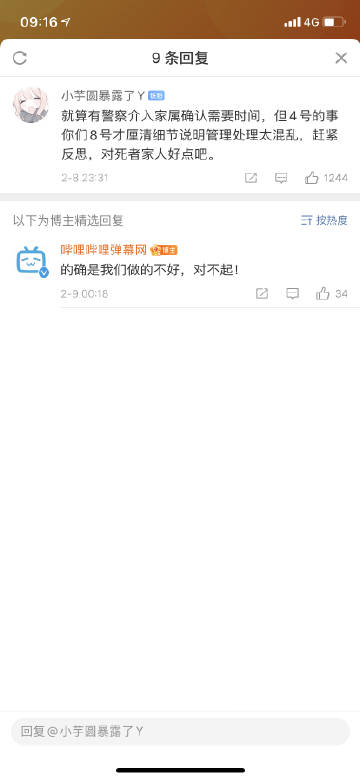 09:16
4G
9 条回复
小芋圆暴露了Y
就算有警察介入家属确认需要时间，但4号的事
你们8号才厘清细节说明管理处理太混乱，赶紧
反思，对死者家人好点吧。
2-8 23:31
1244
以下为博主精选回复
按热度
哔哩哔哩弹幕网 博主
的确是我们做的不好，对不起！
2-9 00:18
34
回复@小芋圆暴露了Y